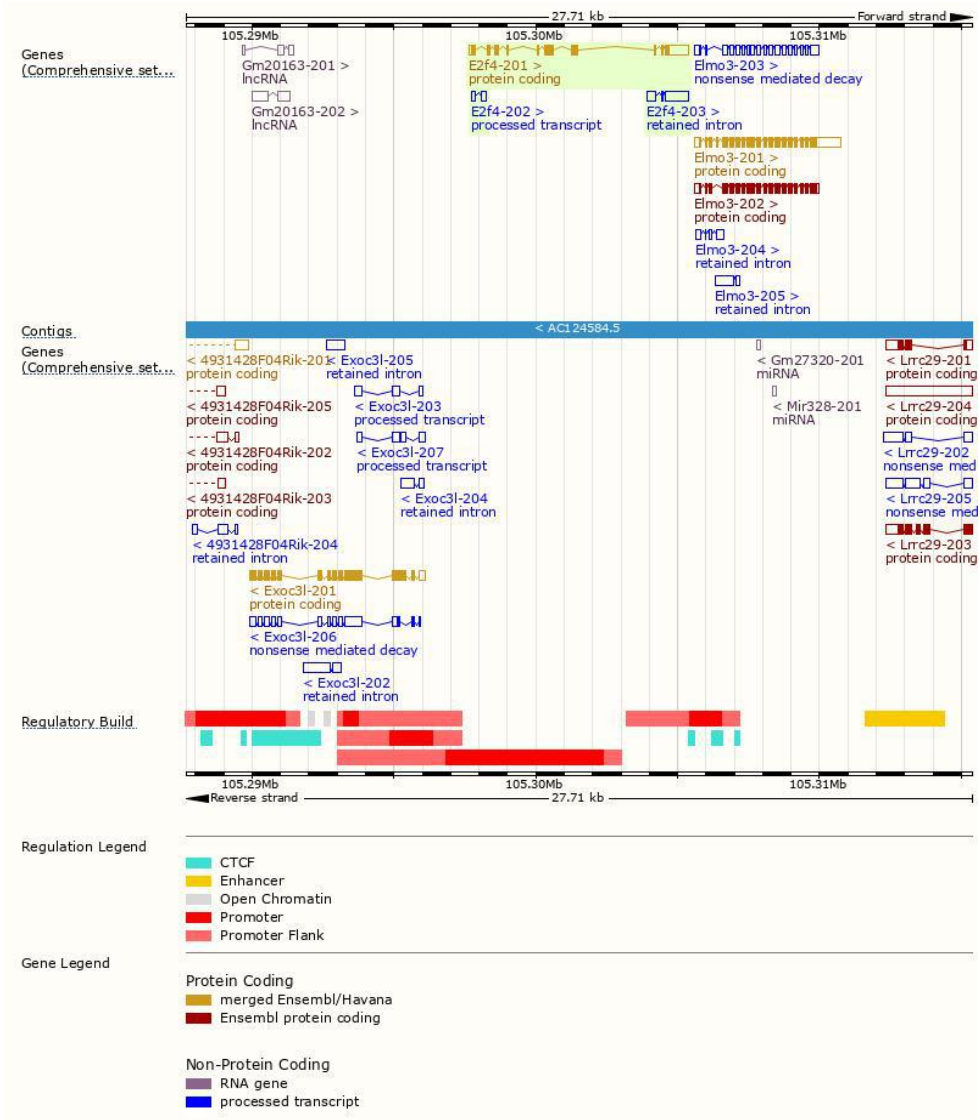 27.71 kb
Forward strand
105.29Mb 105.30Mb 105.31Mb
Genes
(Comprehensive set...
Gm20163-201 >
lncRNA
Gm20163-202 >
lncRNA
E2f4-201 >
protein coding
E2f4-202 >
processed transcript
E2f4-203 >
retained intron
Elmo3-203 >
nonsense mediated decay
Elmo3-201 >
protein coding
Elmo3-202 >
protein coding
Elmo3-204 >
retained intron
Elmo3-205 >
retained intron
Contigs
< AC124584.5
Genes
(Comprehensive set...
< 4931428F04Rik-201
protein coding
< 4931428F04Rik-205
protein coding
< 4931428F04Rik-202
protein coding
< 4931428F04Rik-203
protein coding
< 4931428F04Rik-204
retained intron
< Exoc3l-205
retained intron
< Exoc3l-203
processed transcript
< Exoc3l-207
processed transcript
< Exoc3l-204
retained intron
< Exoc3l-201
protein coding
< Exoc3l-206
nonsense mediated decay
< Exoc3l-202
retained intron
< Gm27320-201
miRNA
< Mir328-201
miRNA
< Lrrc29-201
protein coding
< Lrrc29-204
protein coding
< Lrrc29-202
nonsense med
< Lrrc29-205
nonsense med
< Lrrc29-203
protein coding
Regulatory Build
105.29Mb 105.30Mb 105.31Mb
Reverse strand
27.71 kb
Regulation Legend
CTCF
Enhancer
Open Chromatin
Promoter
Promoter Flank
Gene Legend
Protein Coding
merged Ensembl/Havana
Ensembl protein coding
Non-Protein Coding
RNA gene
processed transcript